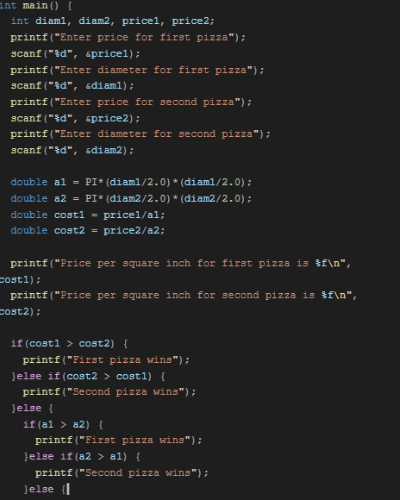 int main() {
int diam1, diam2, price1, price2;
printf("Enter price for first pizza");
scanf("%d", &price1);
printf("Enter diameter for first pizza");
scanf("%d", &diam1);
printf("Enter price for second pizza");
scanf("%d", &price2);
printf("Enter diameter for second pizza");
scanf("%d", &diam2);
double a1 = PI*(diam1/2.0)*(diam1/2.0);
double a2 = PI*(diam2/2.0)*(diam2/2.0);
double cost1 = price1/a1;
double cost2 = price2/a2;
printf("Price per square inch for first pizza is %f\n",
cost1);
printf("Price per square inch for second pizza is %f\n",
cost2);
if(cost1 > cost2) {
printf("First pizza wins");
}else if(cost2 > cost1) {
printf("Second pizza wins");
}else {
if(a1 > a2) {
printf("First pizza wins");
}else if(a2 > a1) {
printf("Second pizza wins");
}else {